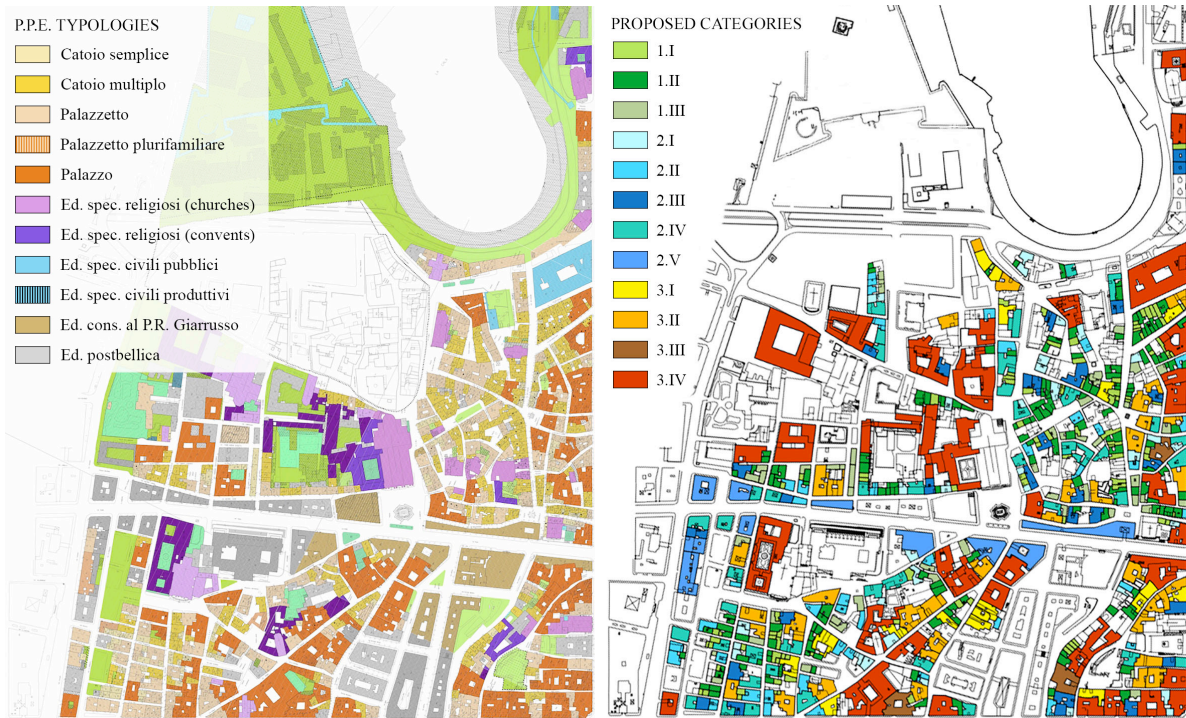 P.P.E. TYPOLOGIES
Catoio semplice
Catoio multiplo
Palazzetto
Palazzetto plurifamiliare
Palazzo
Ed. spec. religiosi (churches)
Ed. spec. religiosi (convents)
Ed. spec. civili pubblici
Ed. spec. civili produttivi
Ed. cons. al P.R. Giarrusso
Ed. postbellica
PROPOSED CATEGORIES
1.I
1.II
1.III
2.I
2.II
2.III
2.IV
2.V
3.I
3.II
3.III
3.IV